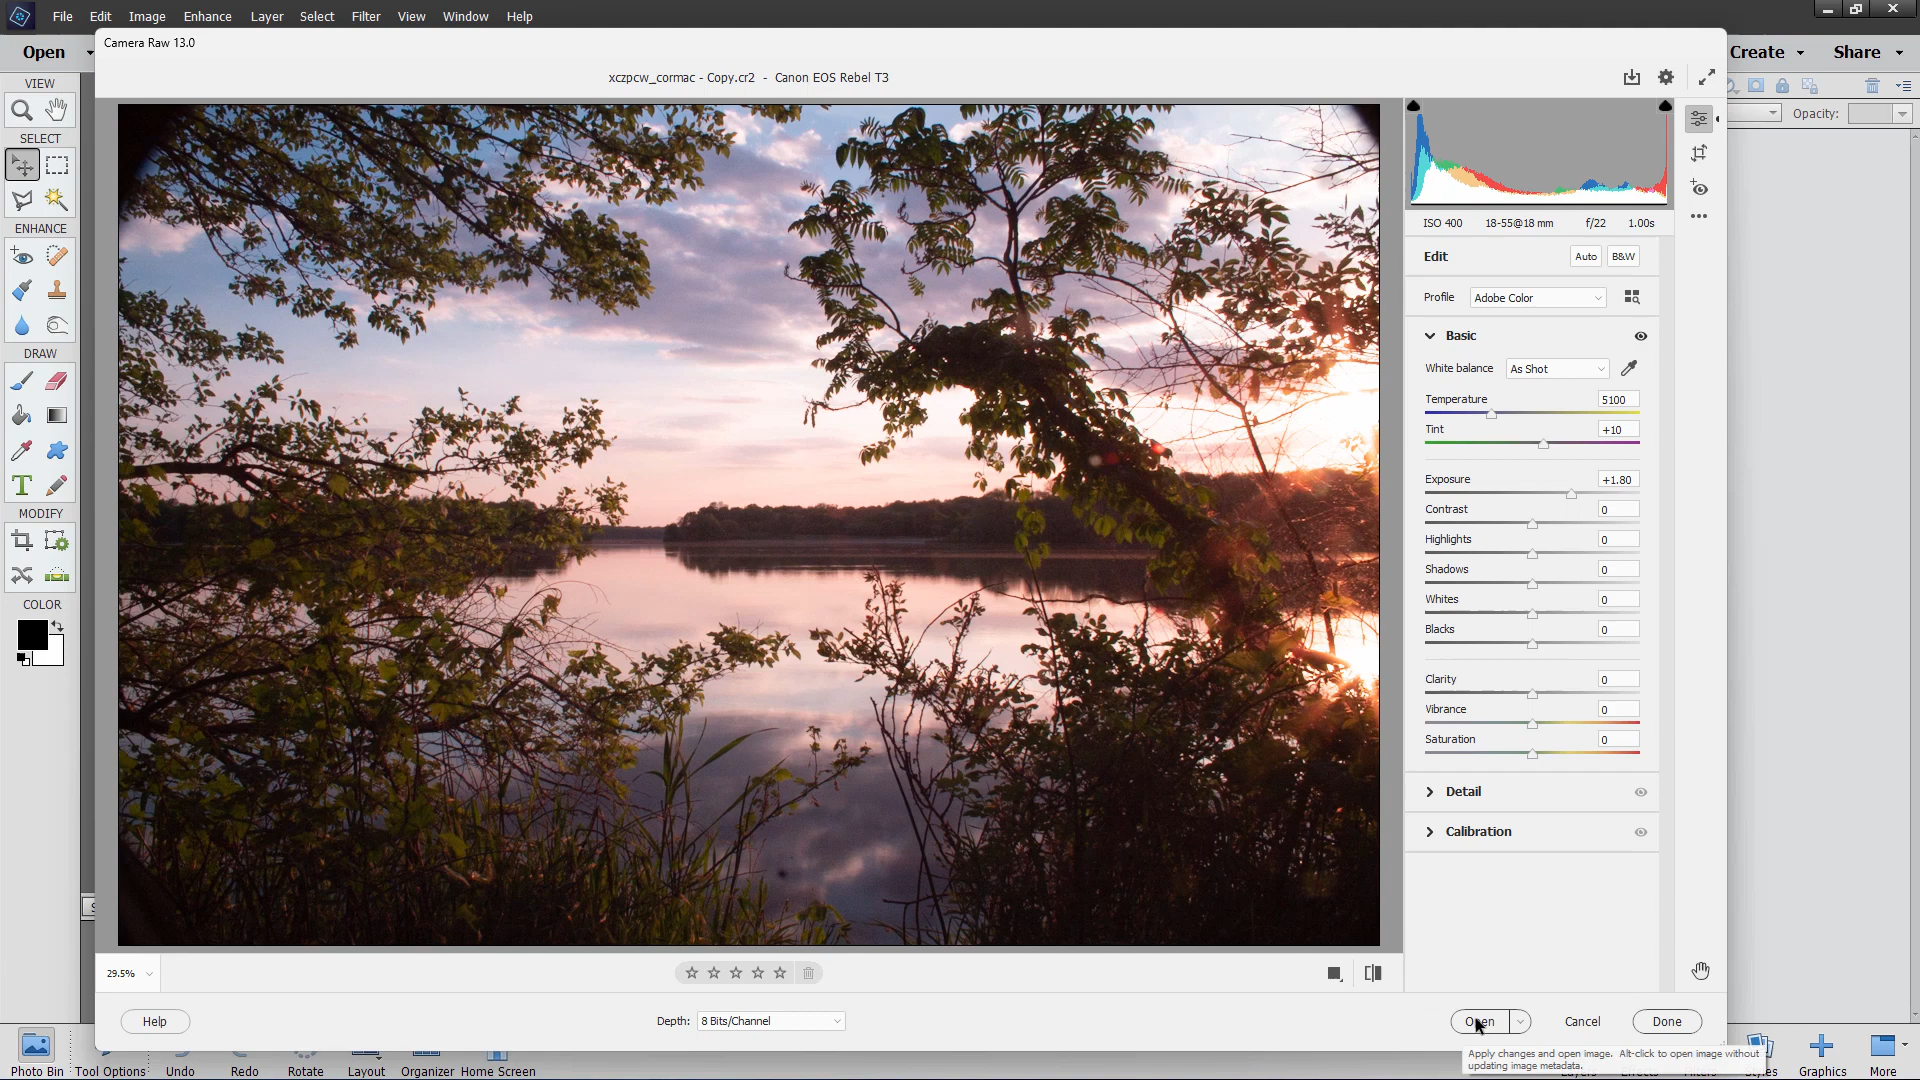 File Edit Image Enhance Layer Select Filter View Window Help
Open Create Share
Camera Raw 13.0
xczpcw_cormac - Copy.cr2 - Canon EOS Rebel T3
VIEW
SELECT
ENHANCE
DRAW
MODIFY
COLOR
Opacity:
ISO 400 18-55@18 mm f/22 1.00s
Edit Auto B&W
Profile Adobe Color
Basic
White balance As Shot
Temperature 5100
Tint +10
Exposure +1.80
Contrast 0
Highlights 0
Shadows 0
Whites 0
Blacks 0
Clarity 0
Vibrance 0
Saturation 0
Detail
Calibration
29.5%
Help Depth: 8 Bits/Channel Open Cancel Done
Apply changes and open image. Alt-click to open image without
updating image metadata.
Photo Bin Tool Options Undo Redo Rotate Layout Organizer Home Screen Layers Effects Filters Styles Graphics More